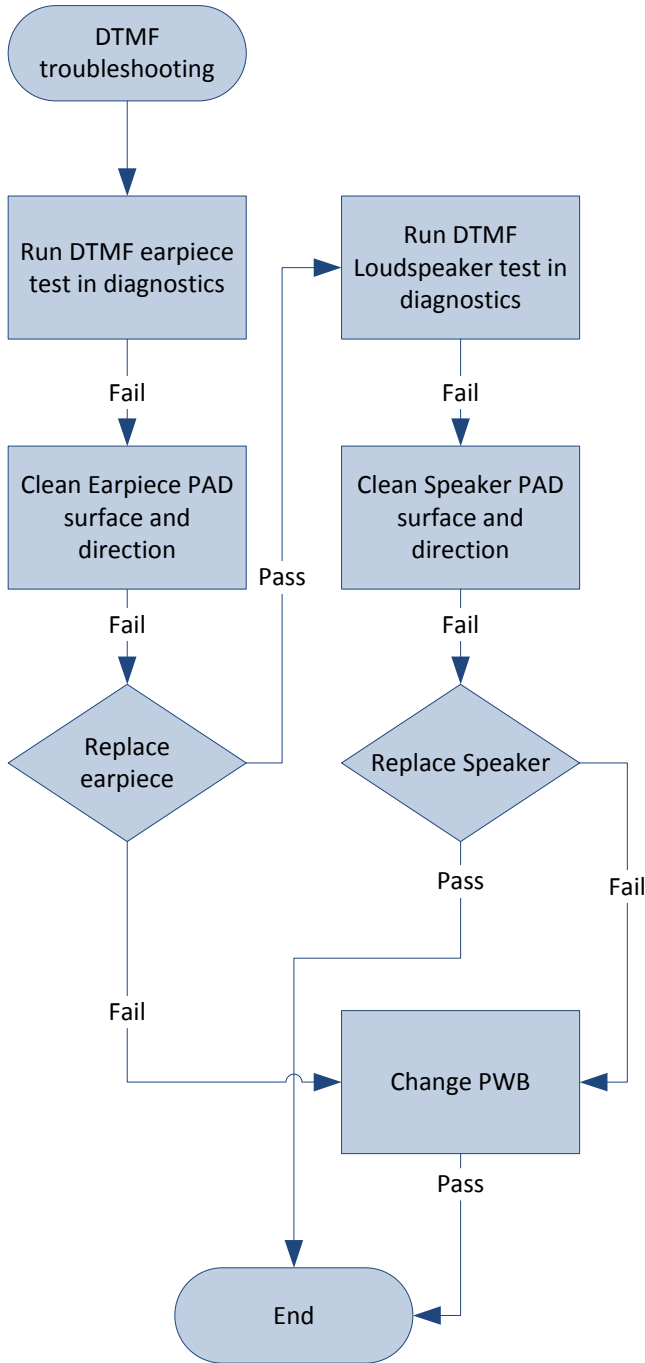 DTMF
troubleshooting
Run DTMF earpiece
test in diagnostics
Fail
Clean Earpiece PAD
surface and
direction
Fail
Replace
earpiece
Pass
Fail
Run DTMF
Loudspeaker test in
diagnostics
Fail
Clean Speaker PAD
surface and
direction
Fail
Replace Speaker
Pass
Fail
Change PWB
Pass
End